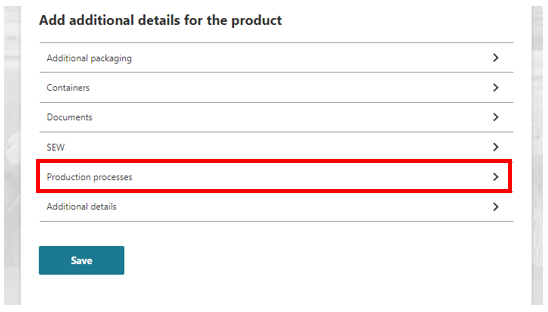 Add additional details for the product
Additional packaging
Containers
Documents
SEW
Production processes
Additional details
Save